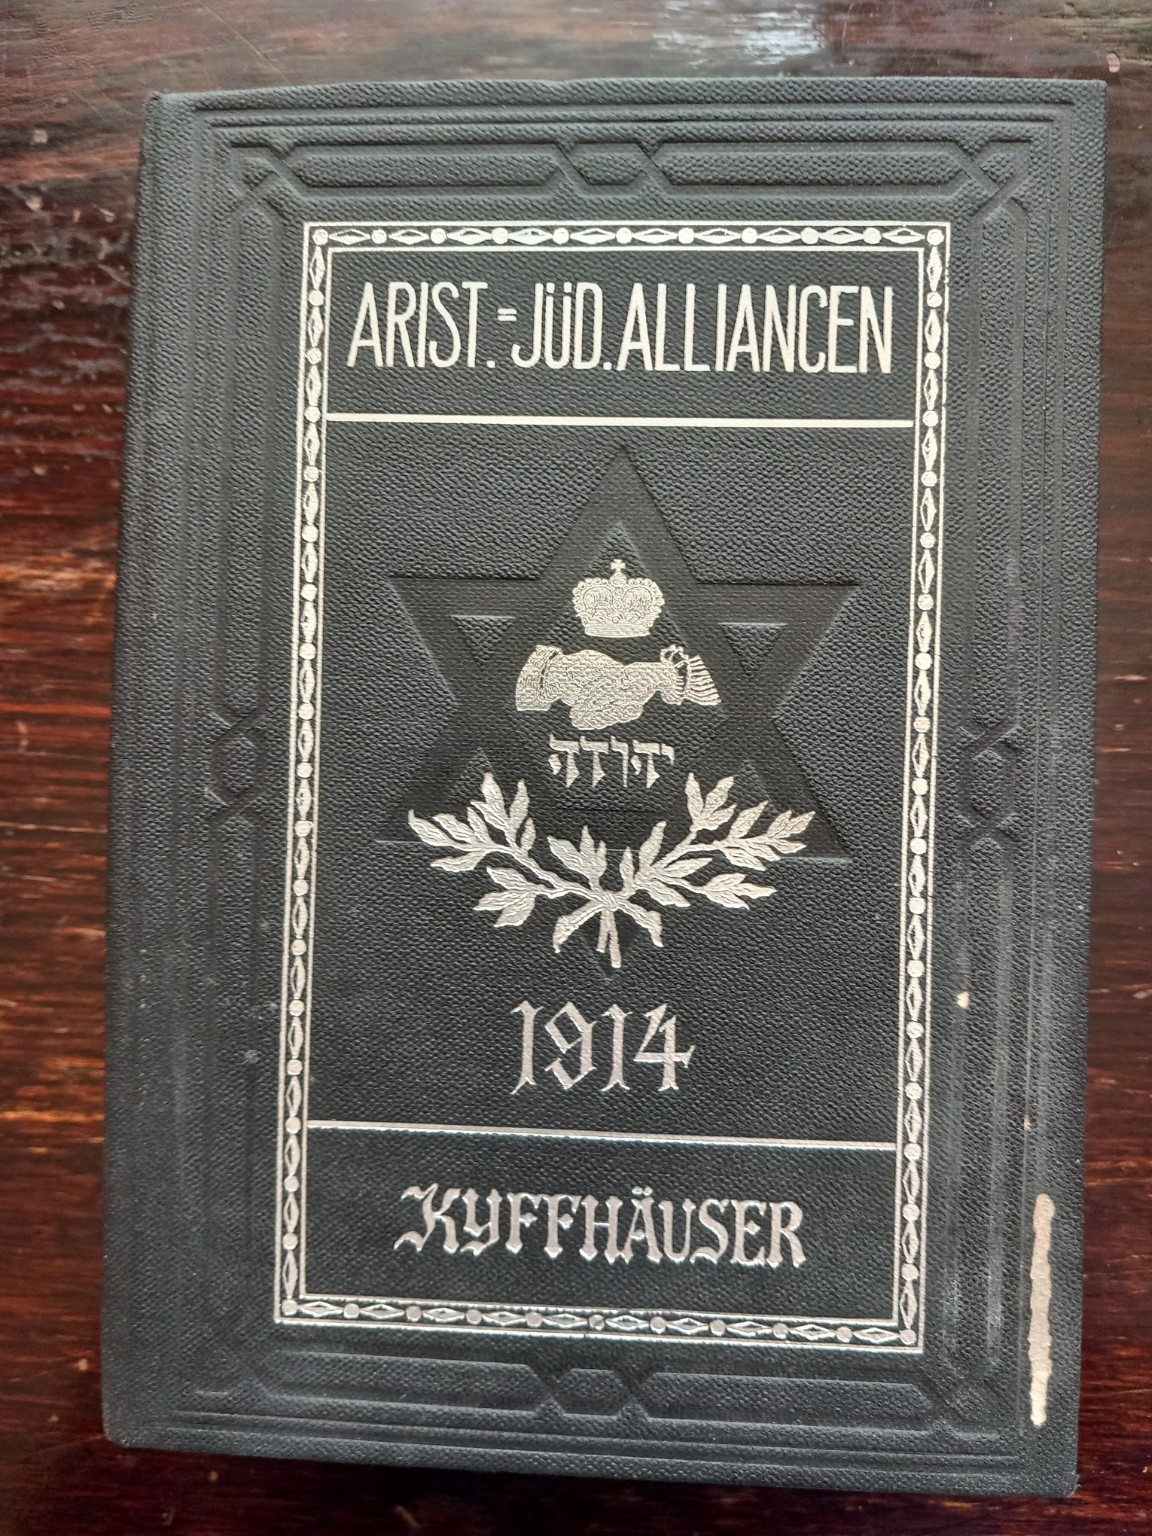 ARIST.=JÜD.ALLIANCEN
יהודה
1914
KYFFHÄUSER